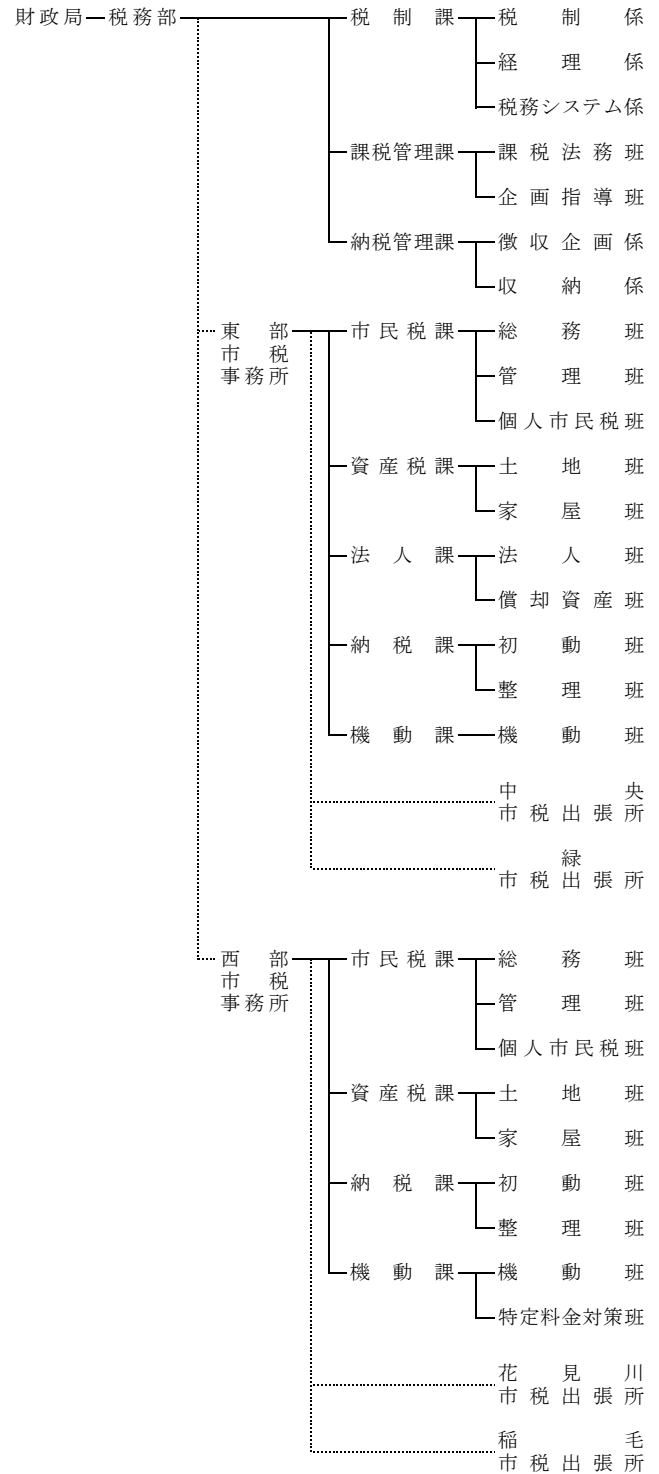 財政局 税務部 税制課 税制係
経理係
税務システム係
課税管理課 課税法務班
企画指導班
納税管理課 徴収企画係
収納係
東部市税事務所 市民税課 総務班
管理班
個人市民税班
資産税課 土地班
家屋班
法人課 法人班
償却資産班
納税課 初動班
整理班
機動課 機動班
中央
市税出張所
緑
市税出張所
西部市税事務所 市民税課 総務班
管理班
個人市民税班
資産税課 土地班
家屋班
納税課 初動班
整理班
機動課 機動班
特定料金対策班
花見川
市税出張所
稲毛
市税出張所